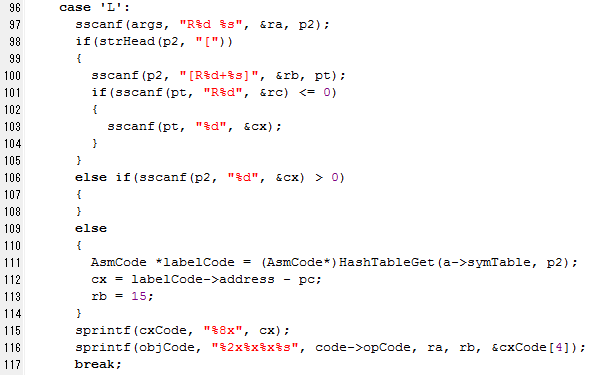 96 case 'L':
97 sscanf(args, "R%d %s", &ra, p2);
98 if(strHead(p2, "["))
99 {
100 sscanf(p2, "[R%d+%s]", &rb, pt);
101 if(sscanf(pt, "R%d", &rc) <= 0)
102 {
103 sscanf(pt, "%d", &cx);
104 }
105 }
106 else if(sscanf(p2, "%d", &cx) > 0)
107 {
108 }
109 else
110 {
111 AsmCode *labelCode = (AsmCode*)HashTableGet(a->symTable, p2);
112 cx = labelCode->address - pc;
113 rb = 15;
114 }
115 sprintf(cxCode, "%8x", cx);
116 sprintf(objCode, "%2x%x%x%s", code->opCode, ra, rb, &cxCode[4]);
117 break;